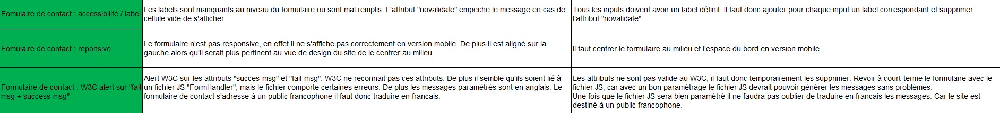 Fomulaire de contact : accessibilité / label
Les labels sont manquants au niveau du formulaire ou sont mal remplis. L'attribut "novalidate" empeche le message en cas de
cellule vide de s'afficher
Tous les inputs doivent avoir un label définit. Il faut donc ajouter pour chaque input un label correspondant et supprimer
l'attribut "novalidate"
Fomulaire de contact : reponsive
Le formulaire n'est pas responsive, en effet il ne s'affiche pas correctement en version mobile. De plus il est aligné sur la
gauche alors qu'il serait plus pertinent au vue de design du site de le centrer au milieu
Il faut centrer le formulaire au milieu et l'espace du bord en version mobile.
Formulaire de contact : W3C alert sur "fail-
msg + success-msg"
Alert W3C sur les attributs "succes-msg" et "fail-msg". W3C ne reconnait pas ces attributs. De plus il semble qu'ils soient lié à
un fichier JS "FormHandler", mais le fichier comporte certaines erreurs. De plus les messages paramétrés sont en anglais. Le
formulaire de contact s'adresse à un public francophone il faut donc traduire en francais.
Les attributs ne sont pas valide au W3C, il faut donc temporairement les supprimer. Revoir à court-terme le formulaire avec le
fichier JS, car avec un bon paramétrage le fichier JS devrait pouvoir générer les messages sans problèmes.
Une fois que le fichier JS sera bien paramétré il ne faudra pas oublier de traduire en francais les messages. Car le site est
destiné à un public francophone.